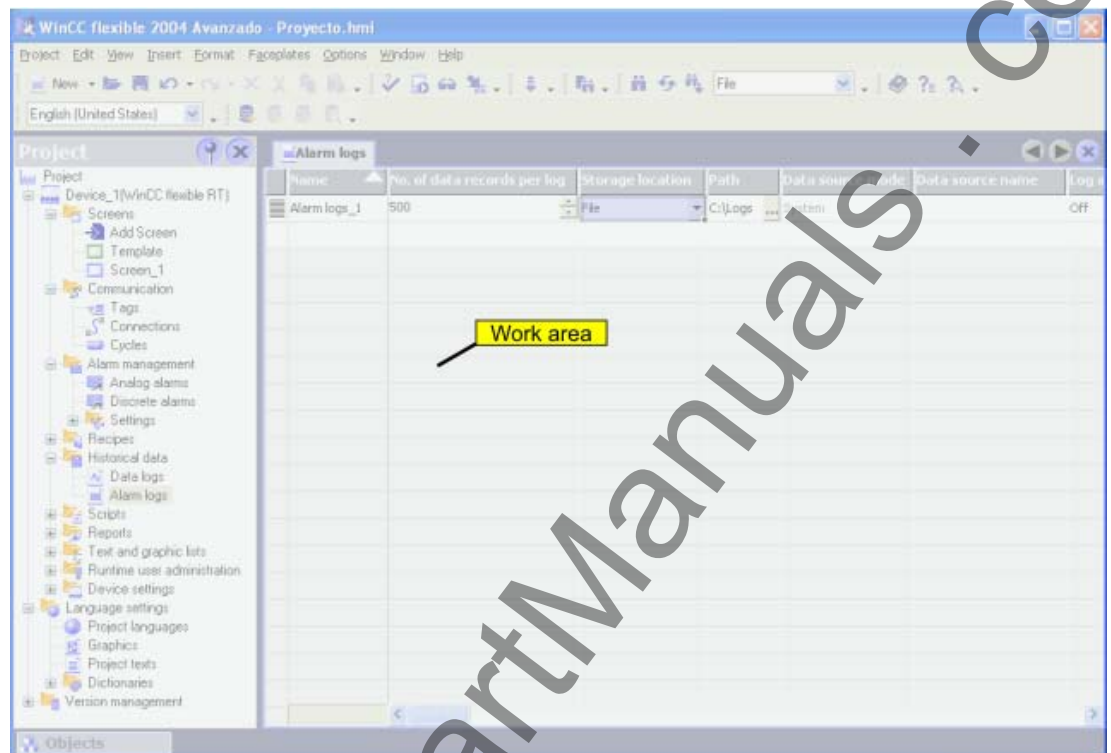 WinCC flexible 2004 Avanzado - Proyecto.hmi
Project Edit View Insert Format Faceplates Options Window Help
New File
English (United States)
Project
Alarm logs
Name No. of data records per log Storage location Path Data source name Log
Alarm logs_1 500 File C:\Logs System Off
Project
Device_1(WinCC flexible RT)
Screens
Add Screen
Template
Screen_1
Communication
Tags
Connections
Cycles
Alarm management
Analog alarms
Discrete alarms
Settings
Recipes
Historical data
Data logs
Alarm logs
Scripts
Reports
Text and graphic lists
Runtime user administration
Device settings
Language settings
Project languages
Graphics
Project texts
Dictionaries
Version management
Work area
Objects
artManuals.co